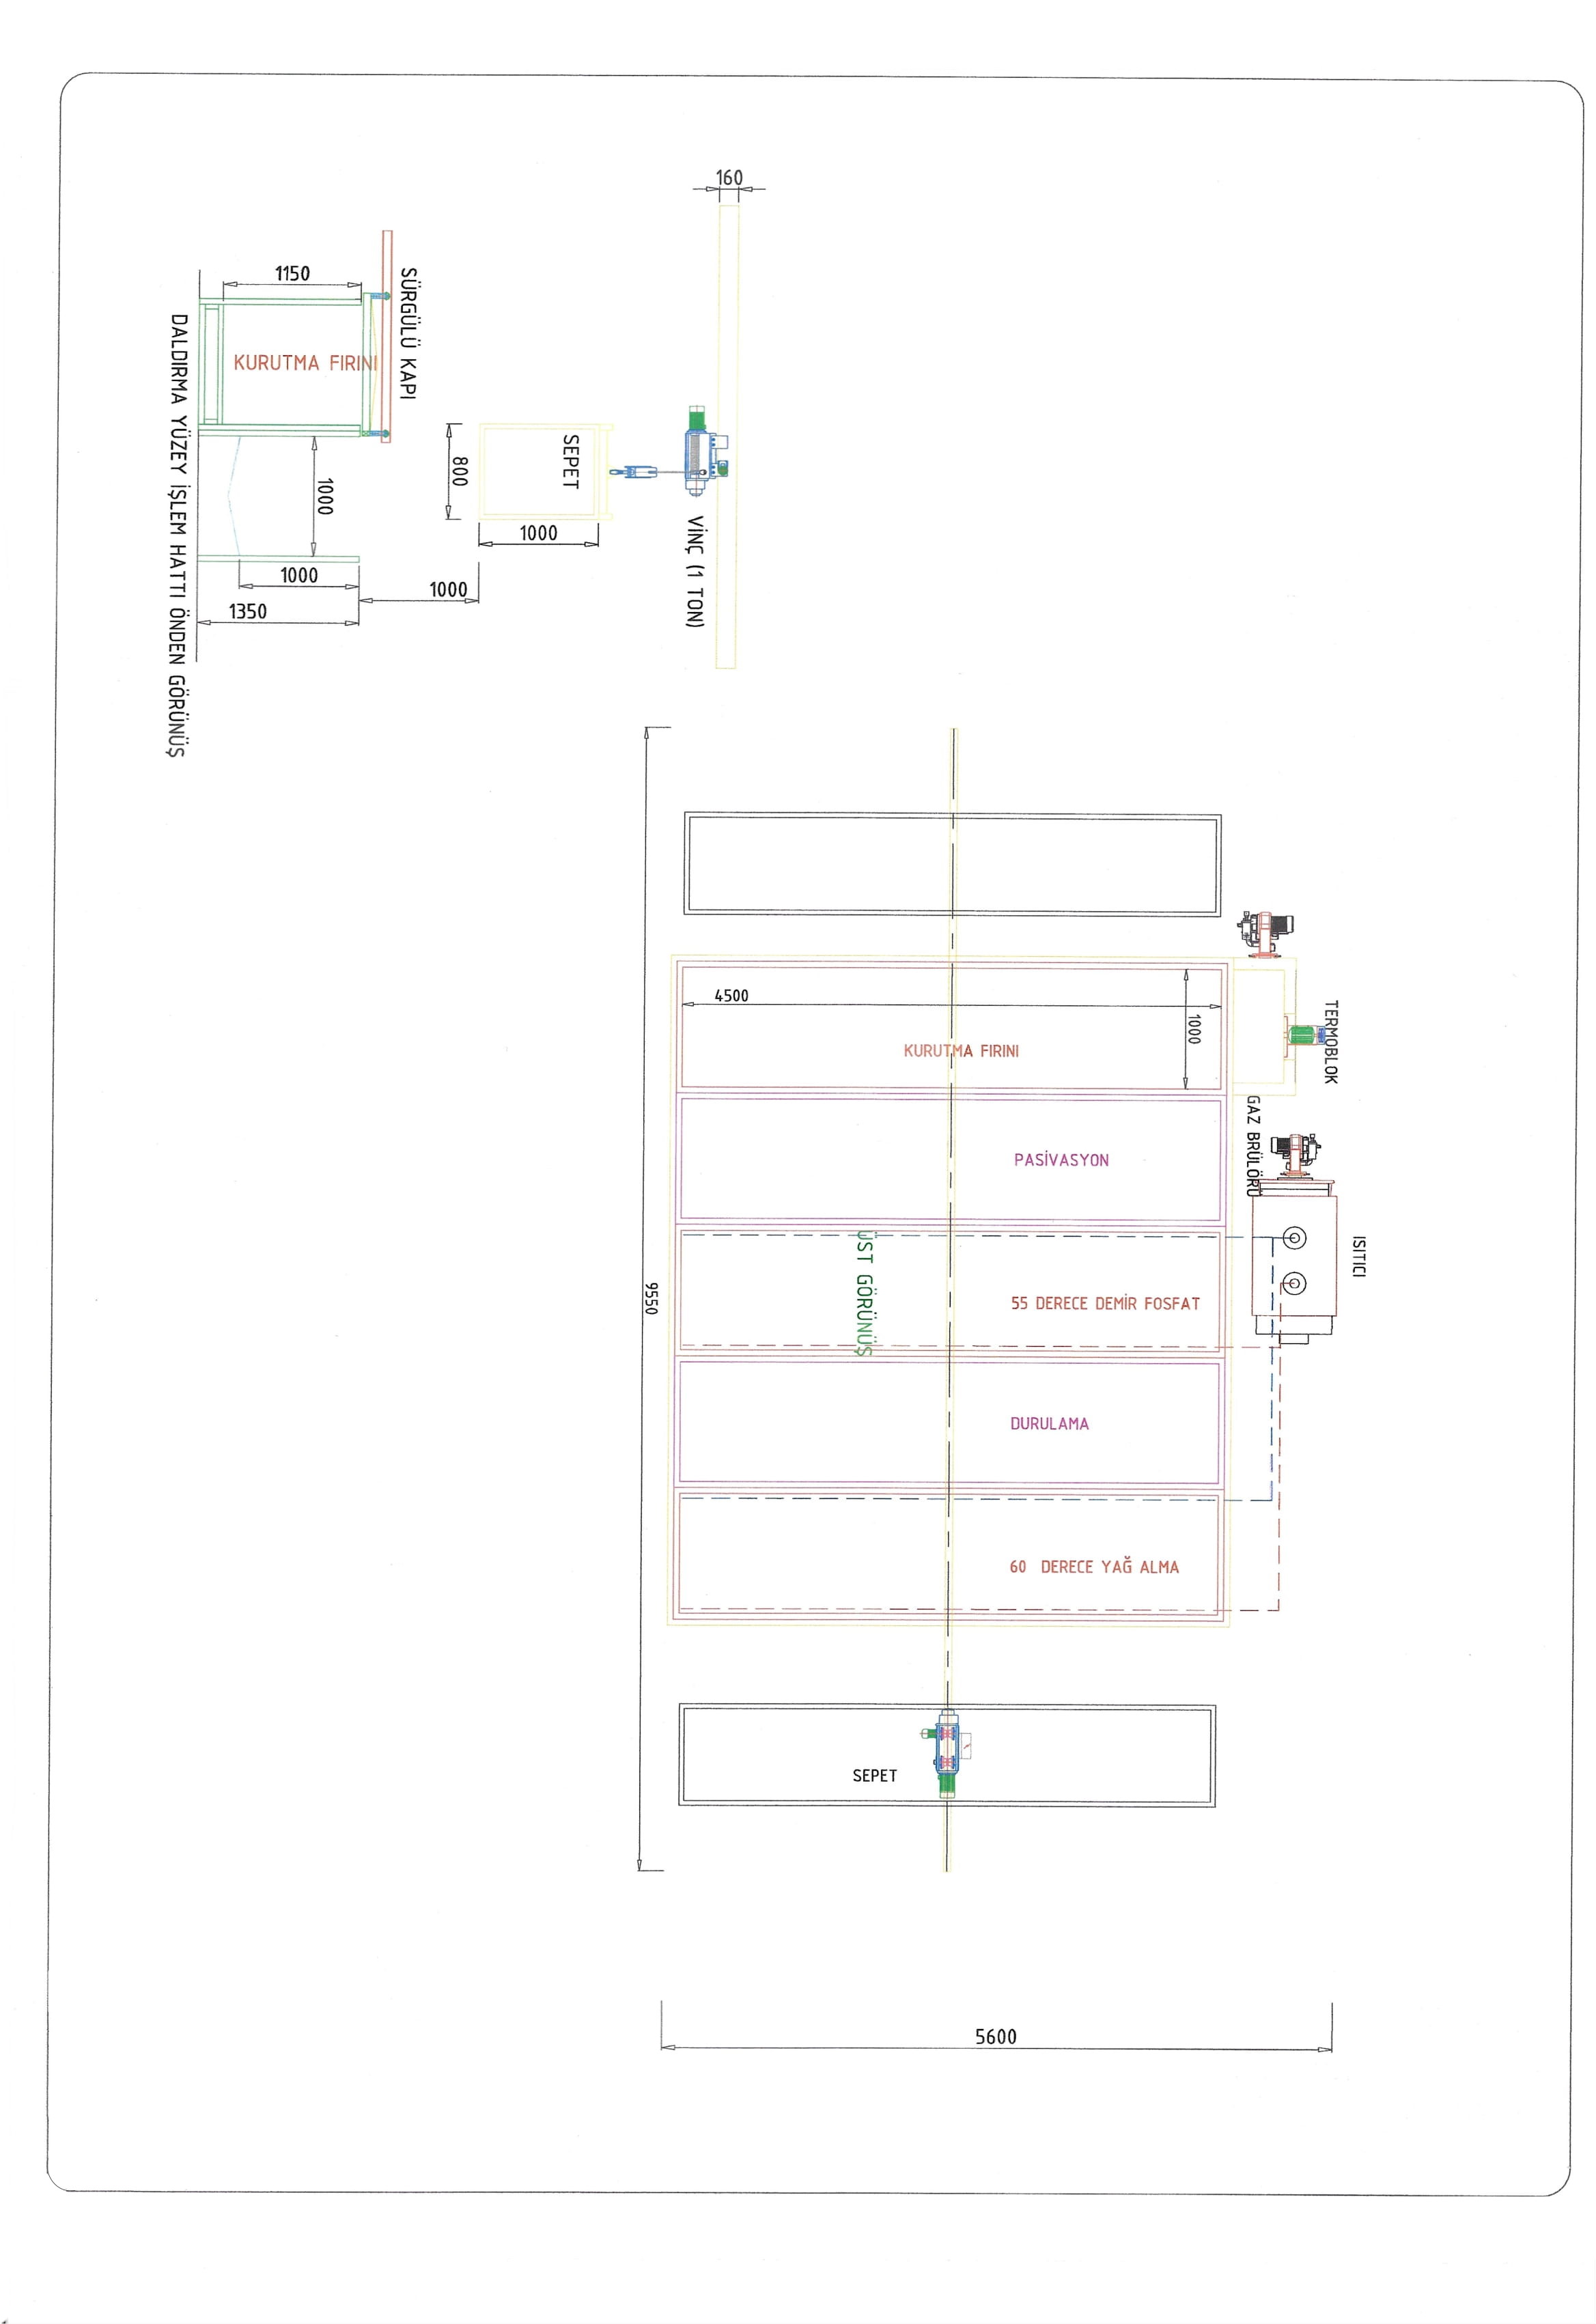 160
1150
SÜRGÜLÜ KAPI
KURUTMA FIRINI
DALDIRMA YÜZEY İŞLEM HATTI ÖNDEN GÖRÜNÜŞ
1000
1000
1350
1000
800
SEPET
1000
VİNÇ (1 TON)
9550
4500
1000
KURUTMA FIRINI
TERMOBLOK
GAZ BRÜLÖRÜ
PASİVASYON
ISITICI
ÜST GÖRÜNÜŞ
55 DERECE DEMİR FOSFAT
DURULAMA
60 DERECE YAĞ ALMA
SEPET
5600